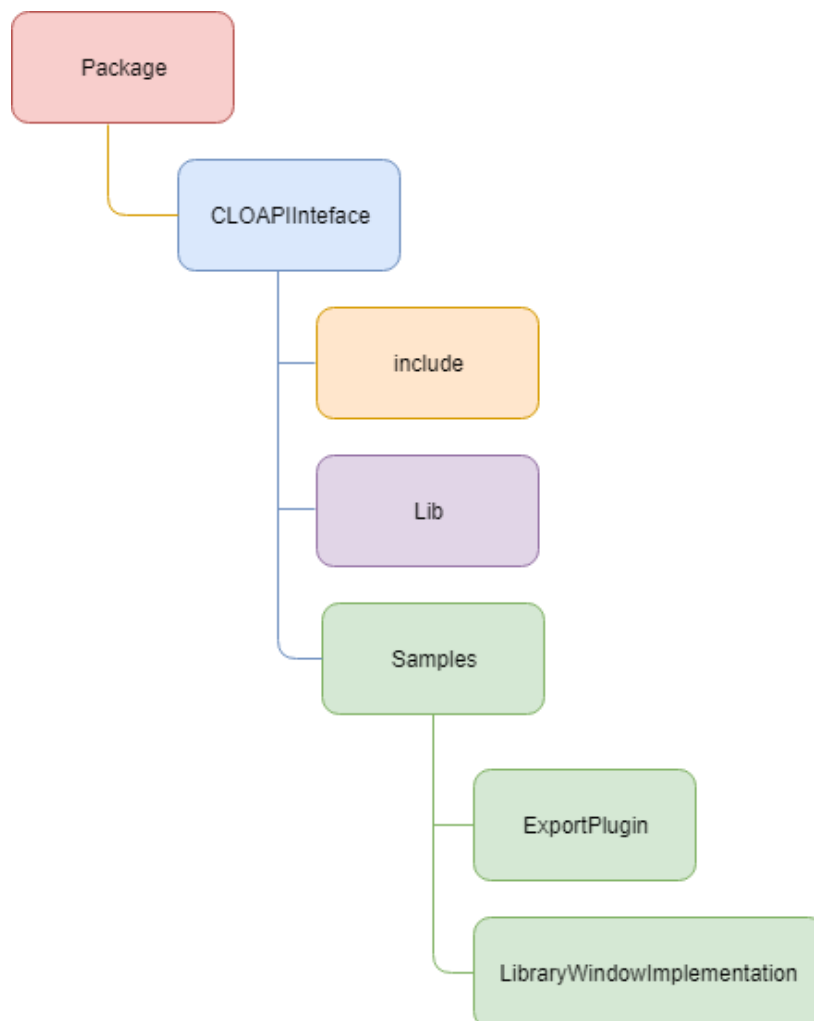 Package
CLOAPIInteface
include
Lib
Samples
ExportPlugin
LibraryWindowImplementation